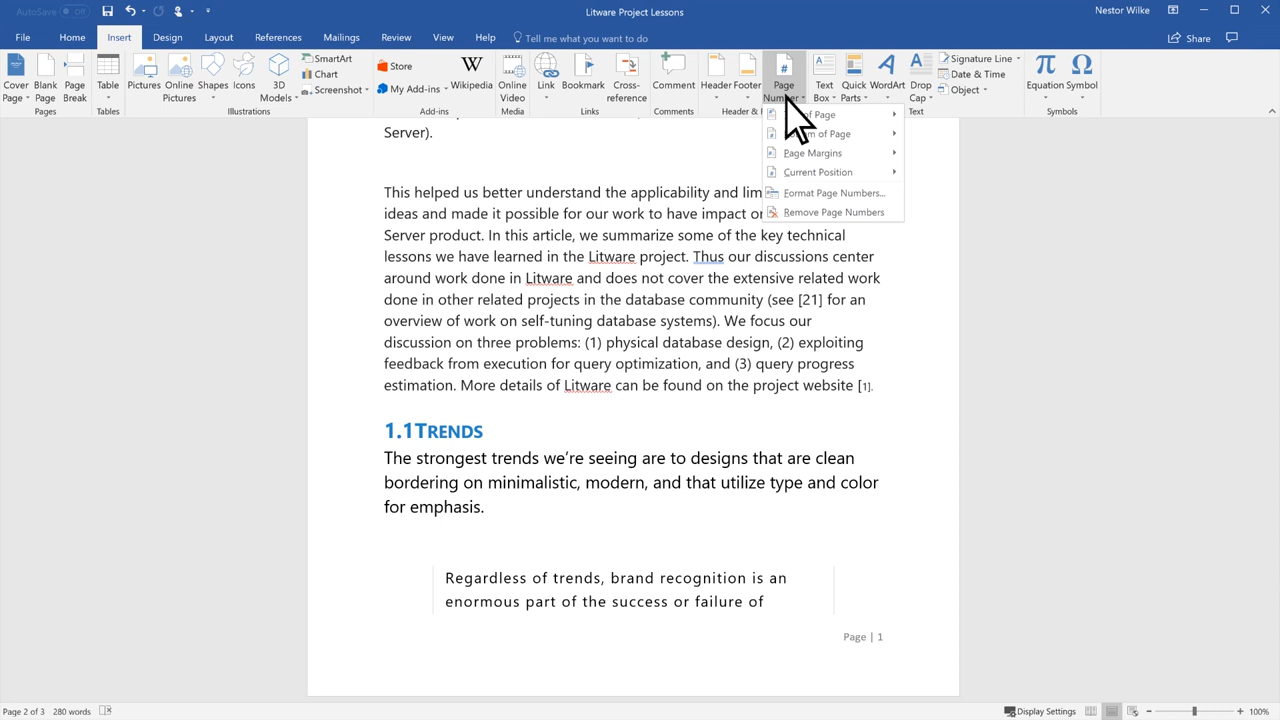 AutoSave Off
Litware Project Lessons
Nestor Wilke
File Home Insert Design Layout References Mailings Review View Help Tell me what you want to do Share
Cover Page Blank Page Page Break
Pages
Table
Tables
Pictures Online Pictures Shapes Icons 3D Models SmartArt Chart Screenshot
Illustrations
Store My Add-ins Wikipedia
Add-ins
Online Video
Media
Link Bookmark Cross-reference
Links
Comment
Comments
Header Footer Page Number
Header & F
Text Box Quick Parts WordArt Drop Cap Signature Line Date & Time Object
Text
Equation Symbol
Symbols
of Page
of Page
Page Margins
Current Position
Format Page Numbers...
Remove Page Numbers
Server).
This helped us better understand the applicability and
ideas and made it possible for our work to have impact
Server product. In this article, we summarize some of the key technical
lessons we have learned in the Litware project. Thus our discussions center
around work done in Litware and does not cover the extensive related work
done in other related projects in the database community (see [21] for an
overview of work on self-tuning database systems). We focus our
discussion on three problems: (1) physical database design, (2) exploiting
feedback from execution for query optimization, and (3) query progress
estimation. More details of Litware can be found on the project website [1].
1.1TRENDS
The strongest trends we’re seeing are to designs that are clean
bordering on minimalistic, modern, and that utilize type and color
for emphasis.
Regardless of trends, brand recognition is an
enormous part of the success or failure of
Page | 1
Page 2 of 3 280 words
Display Settings
100%